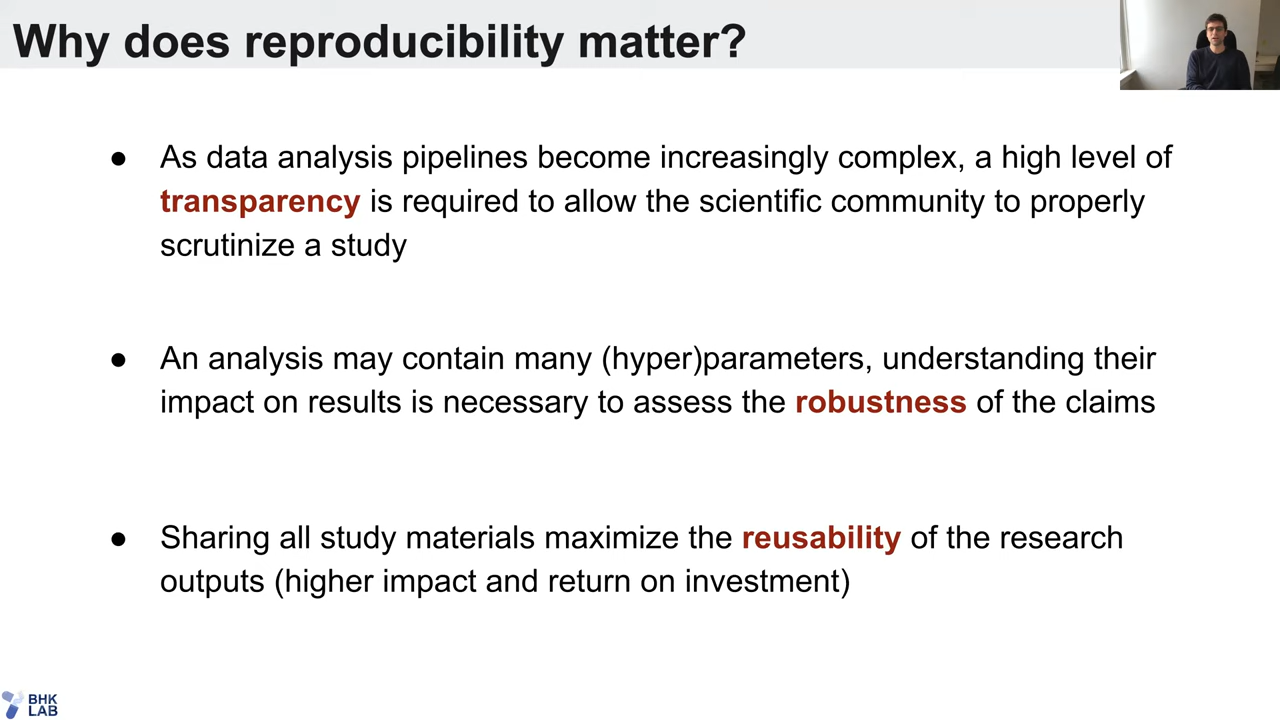 Why does reproducibility matter?
● As data analysis pipelines become increasingly complex, a high level of
transparency is required to allow the scientific community to properly
scrutinize a study
● An analysis may contain many (hyper)parameters, understanding their
impact on results is necessary to assess the robustness of the claims
● Sharing all study materials maximize the reusability of the research
outputs (higher impact and return on investment)
BHK
LAB